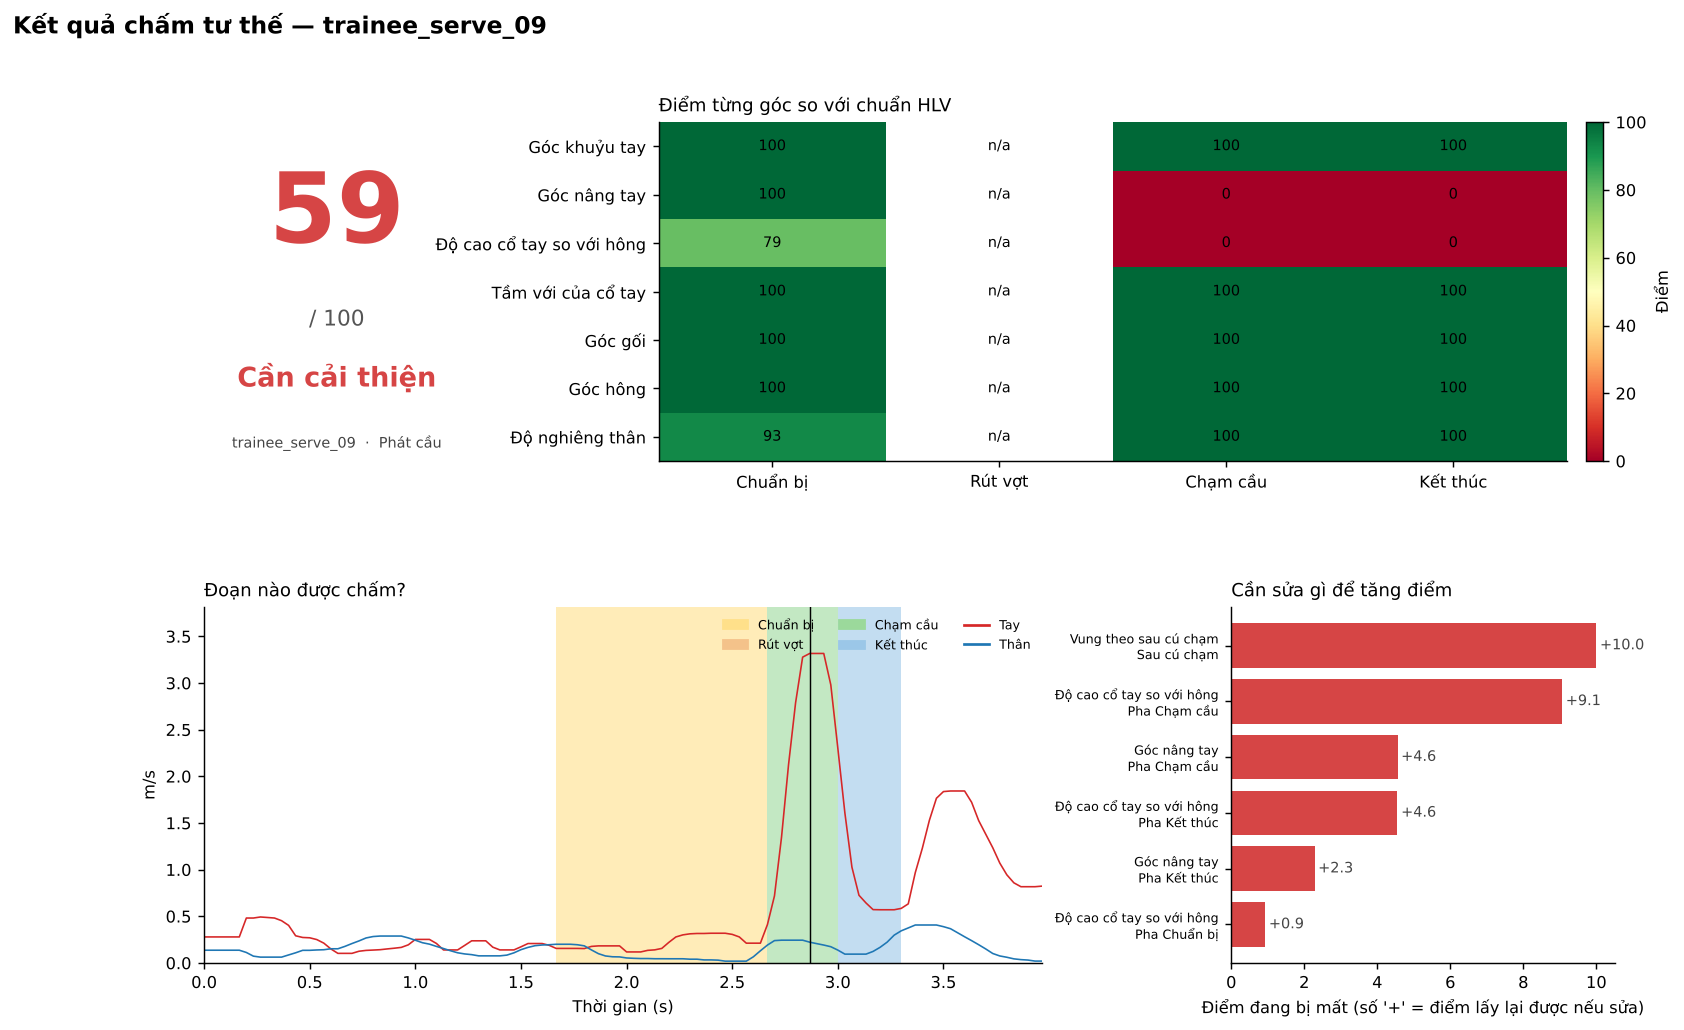 Kết quả chấm tư thế — trainee_serve_09
59
/ 100
Cần cải thiện
trainee_serve_09 · Phát cầu
Điểm từng góc so với chuẩn HLV
Góc khuỷu tay 100 n/a 100 100
Góc nâng tay 100 n/a 0 0
Độ cao cổ tay so với hông 79 n/a 0 0
Tầm với của cổ tay 100 n/a 100 100
Góc gối 100 n/a 100 100
Góc hông 100 n/a 100 100
Độ nghiêng thân 93 n/a 100 100
Chuẩn bị Rút vợt Chạm cầu Kết thúc
100
80
60
40
20
0
Điểm
Đoạn nào được chấm?
Chuẩn bị Chạm cầu Tay
Rút vợt Kết thúc Thân
3.5
3.0
2.5
2.0
1.5
1.0
0.5
0.0
m/s
0.0 0.5 1.0 1.5 2.0 2.5 3.0 3.5
Thời gian (s)
Cần sửa gì để tăng điểm
Vung theo sau cú chạm
Sau cú chạm
+10.0
Độ cao cổ tay so với hông
Pha Chạm cầu
+9.1
Góc nâng tay
Pha Chạm cầu
+4.6
Độ cao cổ tay so với hông
Pha Kết thúc
+4.6
Góc nâng tay
Pha Kết thúc
+2.3
Độ cao cổ tay so với hông
Pha Chuẩn bị
+0.9
0 2 4 6 8 10
Điểm đang bị mất (số '+' = điểm lấy lại được nếu sửa)